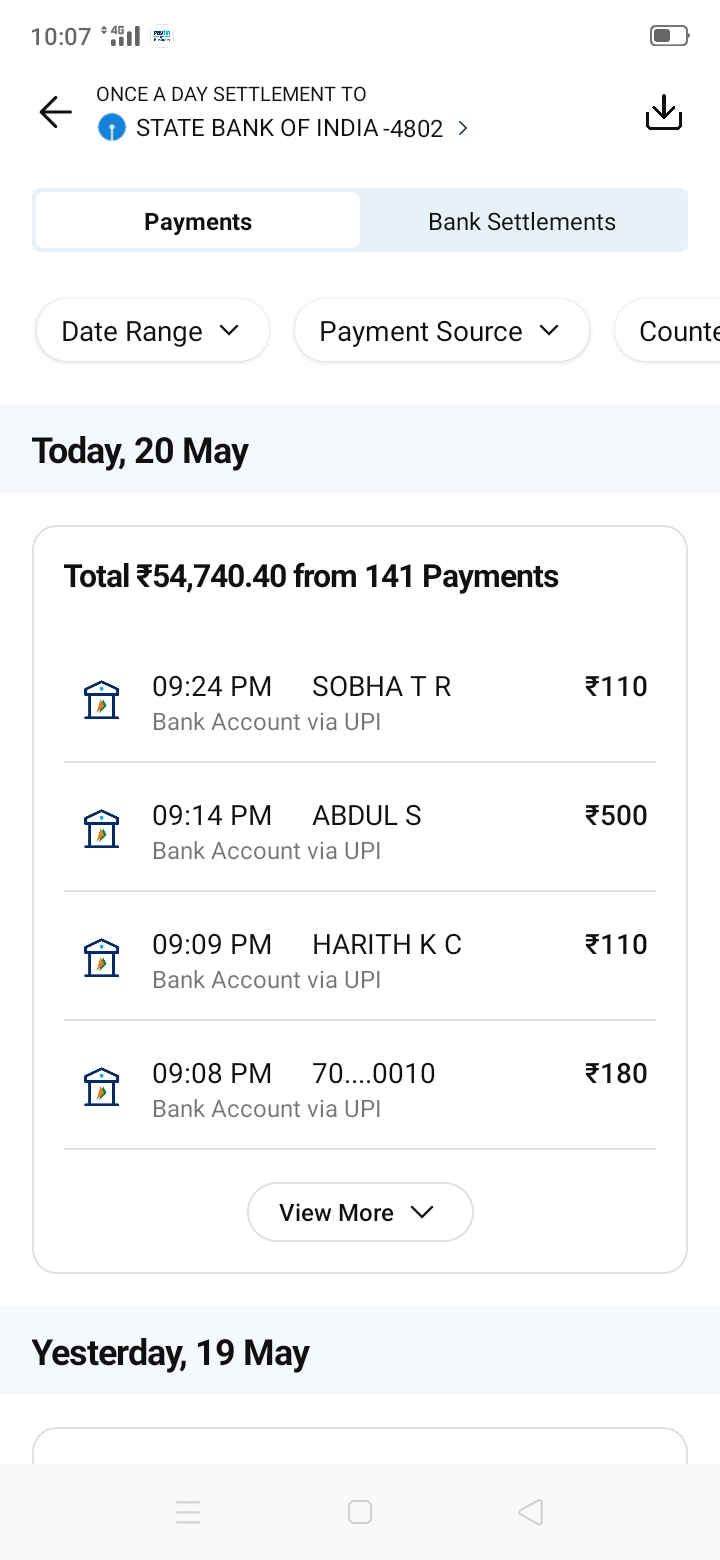 10:07 4G
ONCE A DAY SETTLEMENT TO
STATE BANK OF INDIA -4802
Payments Bank Settlements
Date Range Payment Source Counte
Today, 20 May
Total ₹54,740.40 from 141 Payments
09:24 PM SOBHA T R ₹110
Bank Account via UPI
09:14 PM ABDUL S ₹500
Bank Account via UPI
09:09 PM HARITH K C ₹110
Bank Account via UPI
09:08 PM 70....0010 ₹180
Bank Account via UPI
View More
Yesterday, 19 May